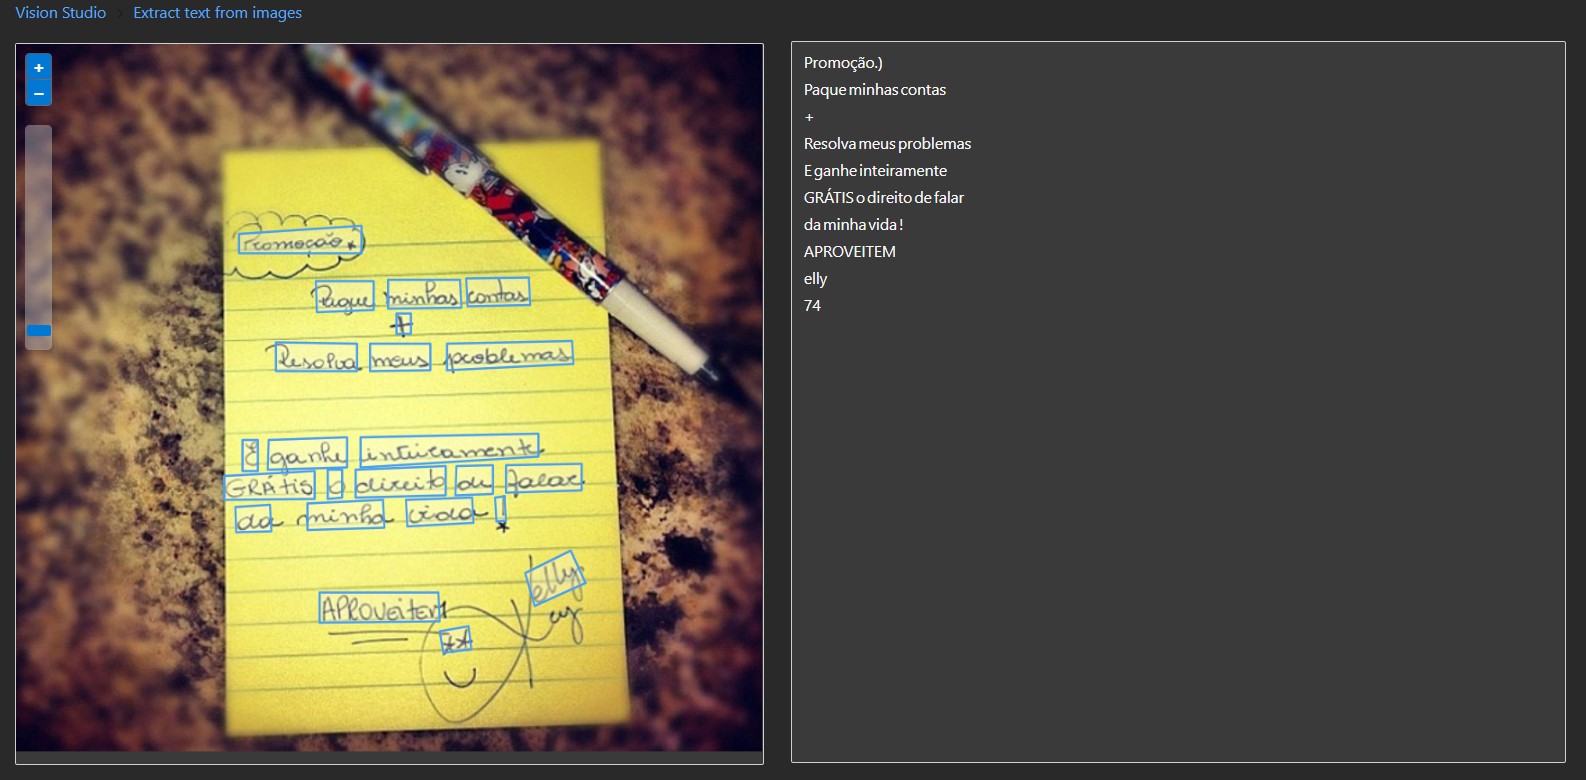 Vision Studio > Extract text from images
+
−
Promoção*
Pague minhas contas
+
Resolva meus problemas
E ganhe inteiramente
GRÁTIS o direito de falar
da minha vida!
*
APROVEITEM
**
Promoção.)
Paque minhas contas
+
Resolva meus problemas
E ganhe inteiramente
GRÁTIS o direito de falar
da minha vida !
APROVEITEM
elly
74